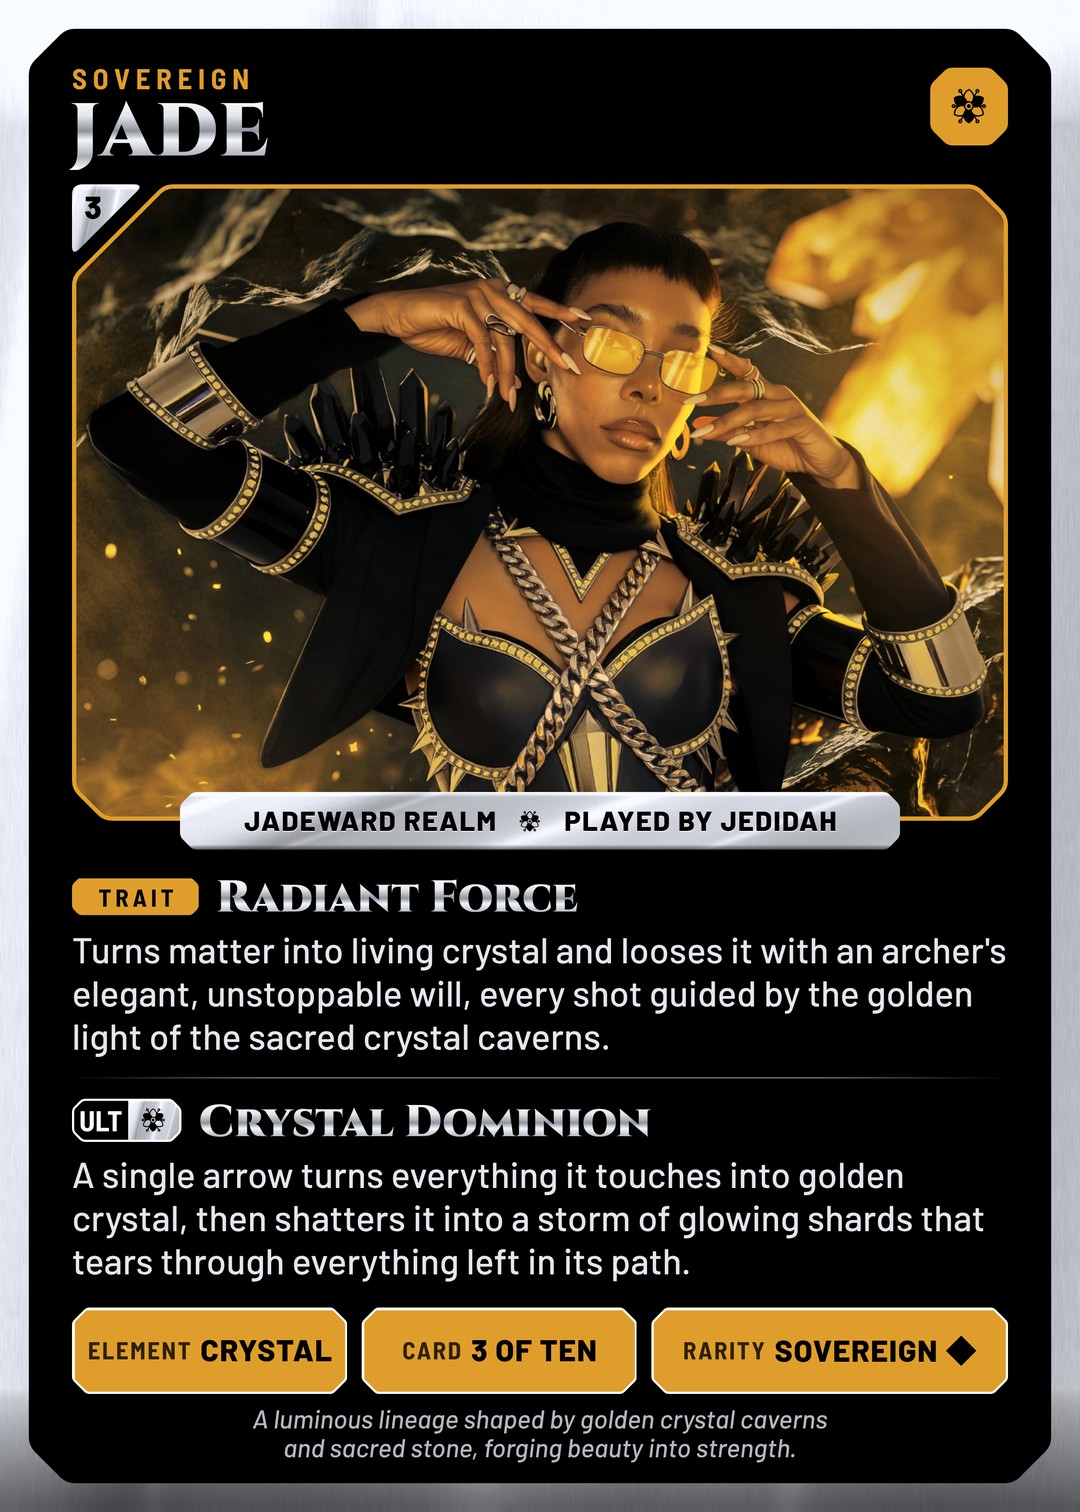 SOVEREIGN
JADE
3
JADEWARD REALM PLAYED BY JEDIDAH
TRAIT RADIANT FORCE
Turns matter into living crystal and looses it with an archer's
elegant, unstoppable will, every shot guided by the golden
light of the sacred crystal caverns.
ULT CRYSTAL DOMINION
A single arrow turns everything it touches into golden
crystal, then shatters it into a storm of glowing shards that
tears through everything left in its path.
ELEMENT CRYSTAL CARD 3 OF TEN RARITY SOVEREIGN
A luminous lineage shaped by golden crystal caverns
and sacred stone, forging beauty into strength.